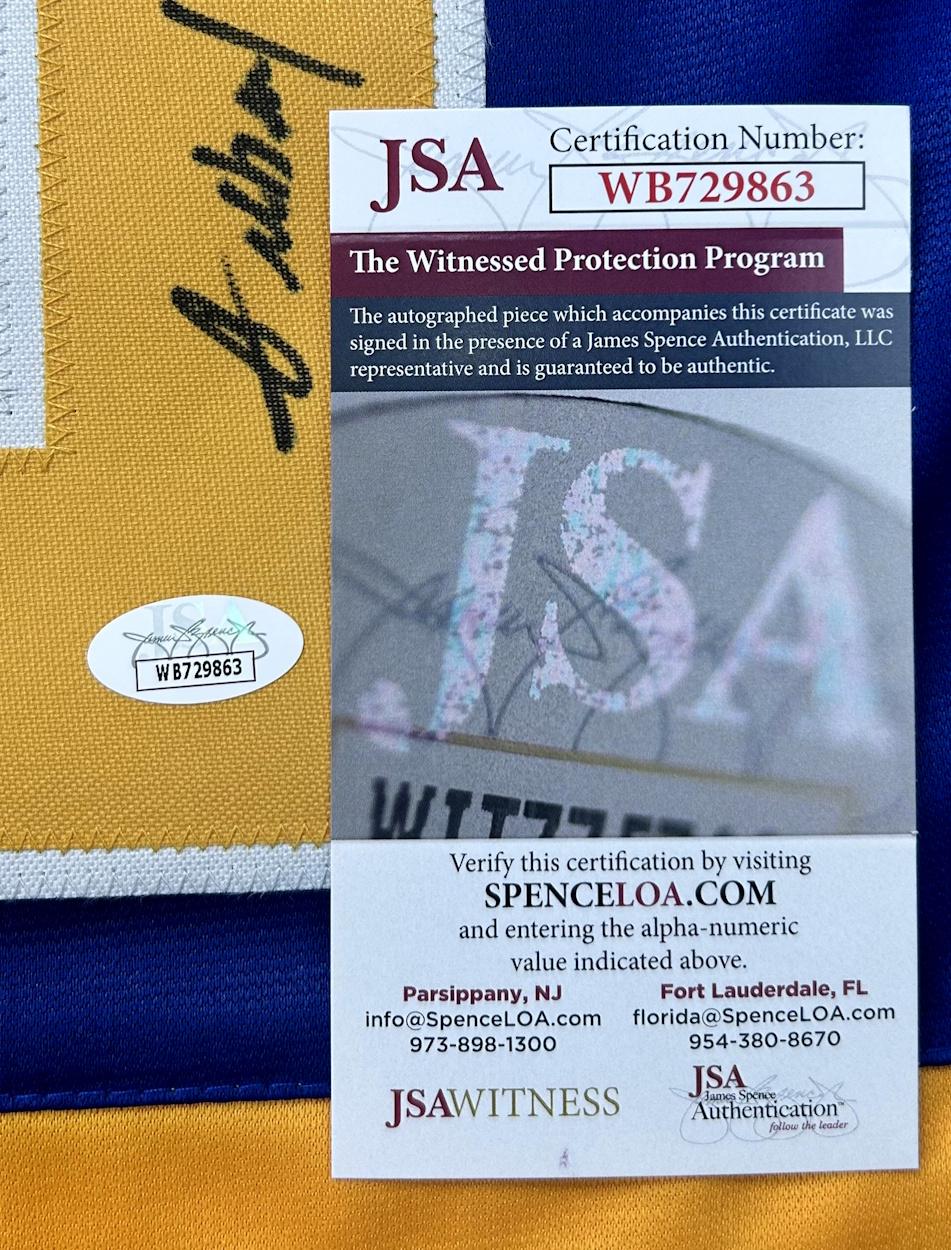 JSA
Certification Number:
WB729863
The Witnessed Protection Program
The autographed piece which accompanies this certificate was
signed in the presence of a James Spence Authentication, LLC
representative and is guaranteed to be authentic.
JSA
WB729863
JSA
Verify this certification by visiting
SPENCELOA.COM
and entering the alpha-numeric
value indicated above.
Parsippany, NJ
info@SpenceLOA.com
973-898-1300
Fort Lauderdale, FL
florida@SpenceLOA.com
954-380-8670
JSAWITNESS
JSA
James Spence
Authentication™
follow the leader